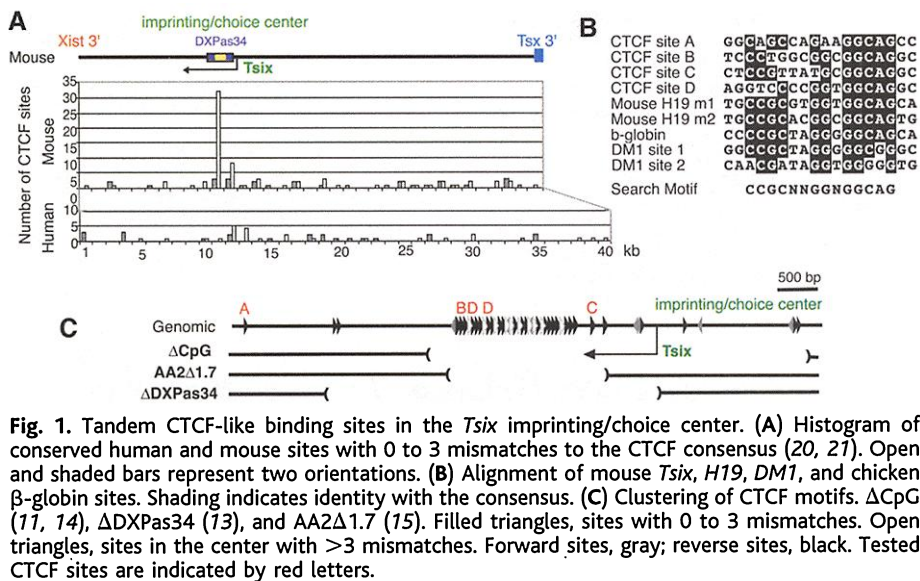 A
imprinting/choice center
Xist 3'
DXPas34
Tsx 3'
Mouse
Tsix
Number of CTCF sites
Mouse
Human
35
30
25
20
15
10
5
0
10
5
0
1 5 10 15 20 25 30 35 40 kb
B
CTCF site A GGCAGCCAGAAGGCAGCC
CTCF site B TCCGTGGCGGCGGCAGCC
CTCF site C CTCCGTTATGCGGCAGCC
CTCF site D AGGTCCCCGGTGGCAGCC
Mouse H19 m1 TGCCGCGTGGTGGCAGCA
Mouse H19 m2 TGCCGCACGGCGGCAGTG
b-globin CCCCGCTAGGGGGCAGCA
DM1 site 1 GGCCGCTAGGGGGCGGGC
DM1 site 2 CAACGATAGGTGGGGGTG
Search Motif CCGCNNGGNGGCAG
500 bp
C
A BD D C imprinting/choice center
Genomic
Tsix
ΔCpG
AA2Δ1.7
ΔDXPas34
Fig. 1. Tandem CTCF-like binding sites in the Tsix imprinting/choice center. (A) Histogram of
conserved human and mouse sites with 0 to 3 mismatches to the CTCF consensus (20, 21). Open
and shaded bars represent two orientations. (B) Alignment of mouse Tsix, H19, DM1, and chicken
β-globin sites. Shading indicates identity with the consensus. (C) Clustering of CTCF motifs. ΔCpG
(11, 14), ΔDXPas34 (13), and AA2Δ1.7 (15). Filled triangles, sites with 0 to 3 mismatches. Open
triangles, sites in the center with >3 mismatches. Forward sites, gray; reverse sites, black. Tested
CTCF sites are indicated by red letters.